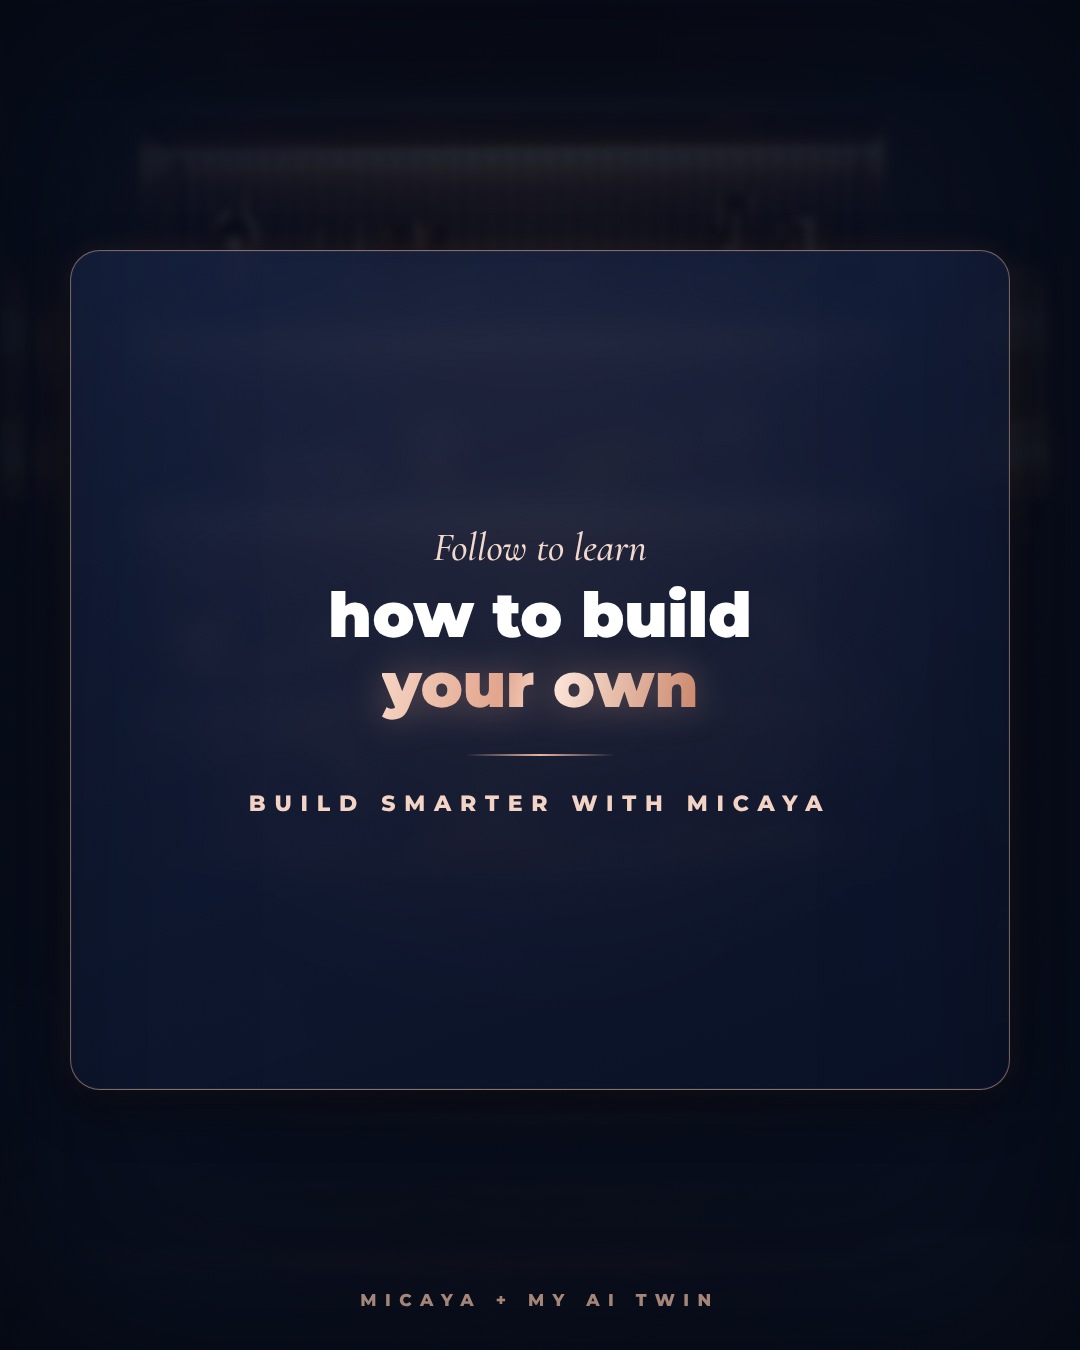 Follow to learn
how to build
your own
BUILD SMARTER WITH MICAYA
MICAYA + MY AI TWIN